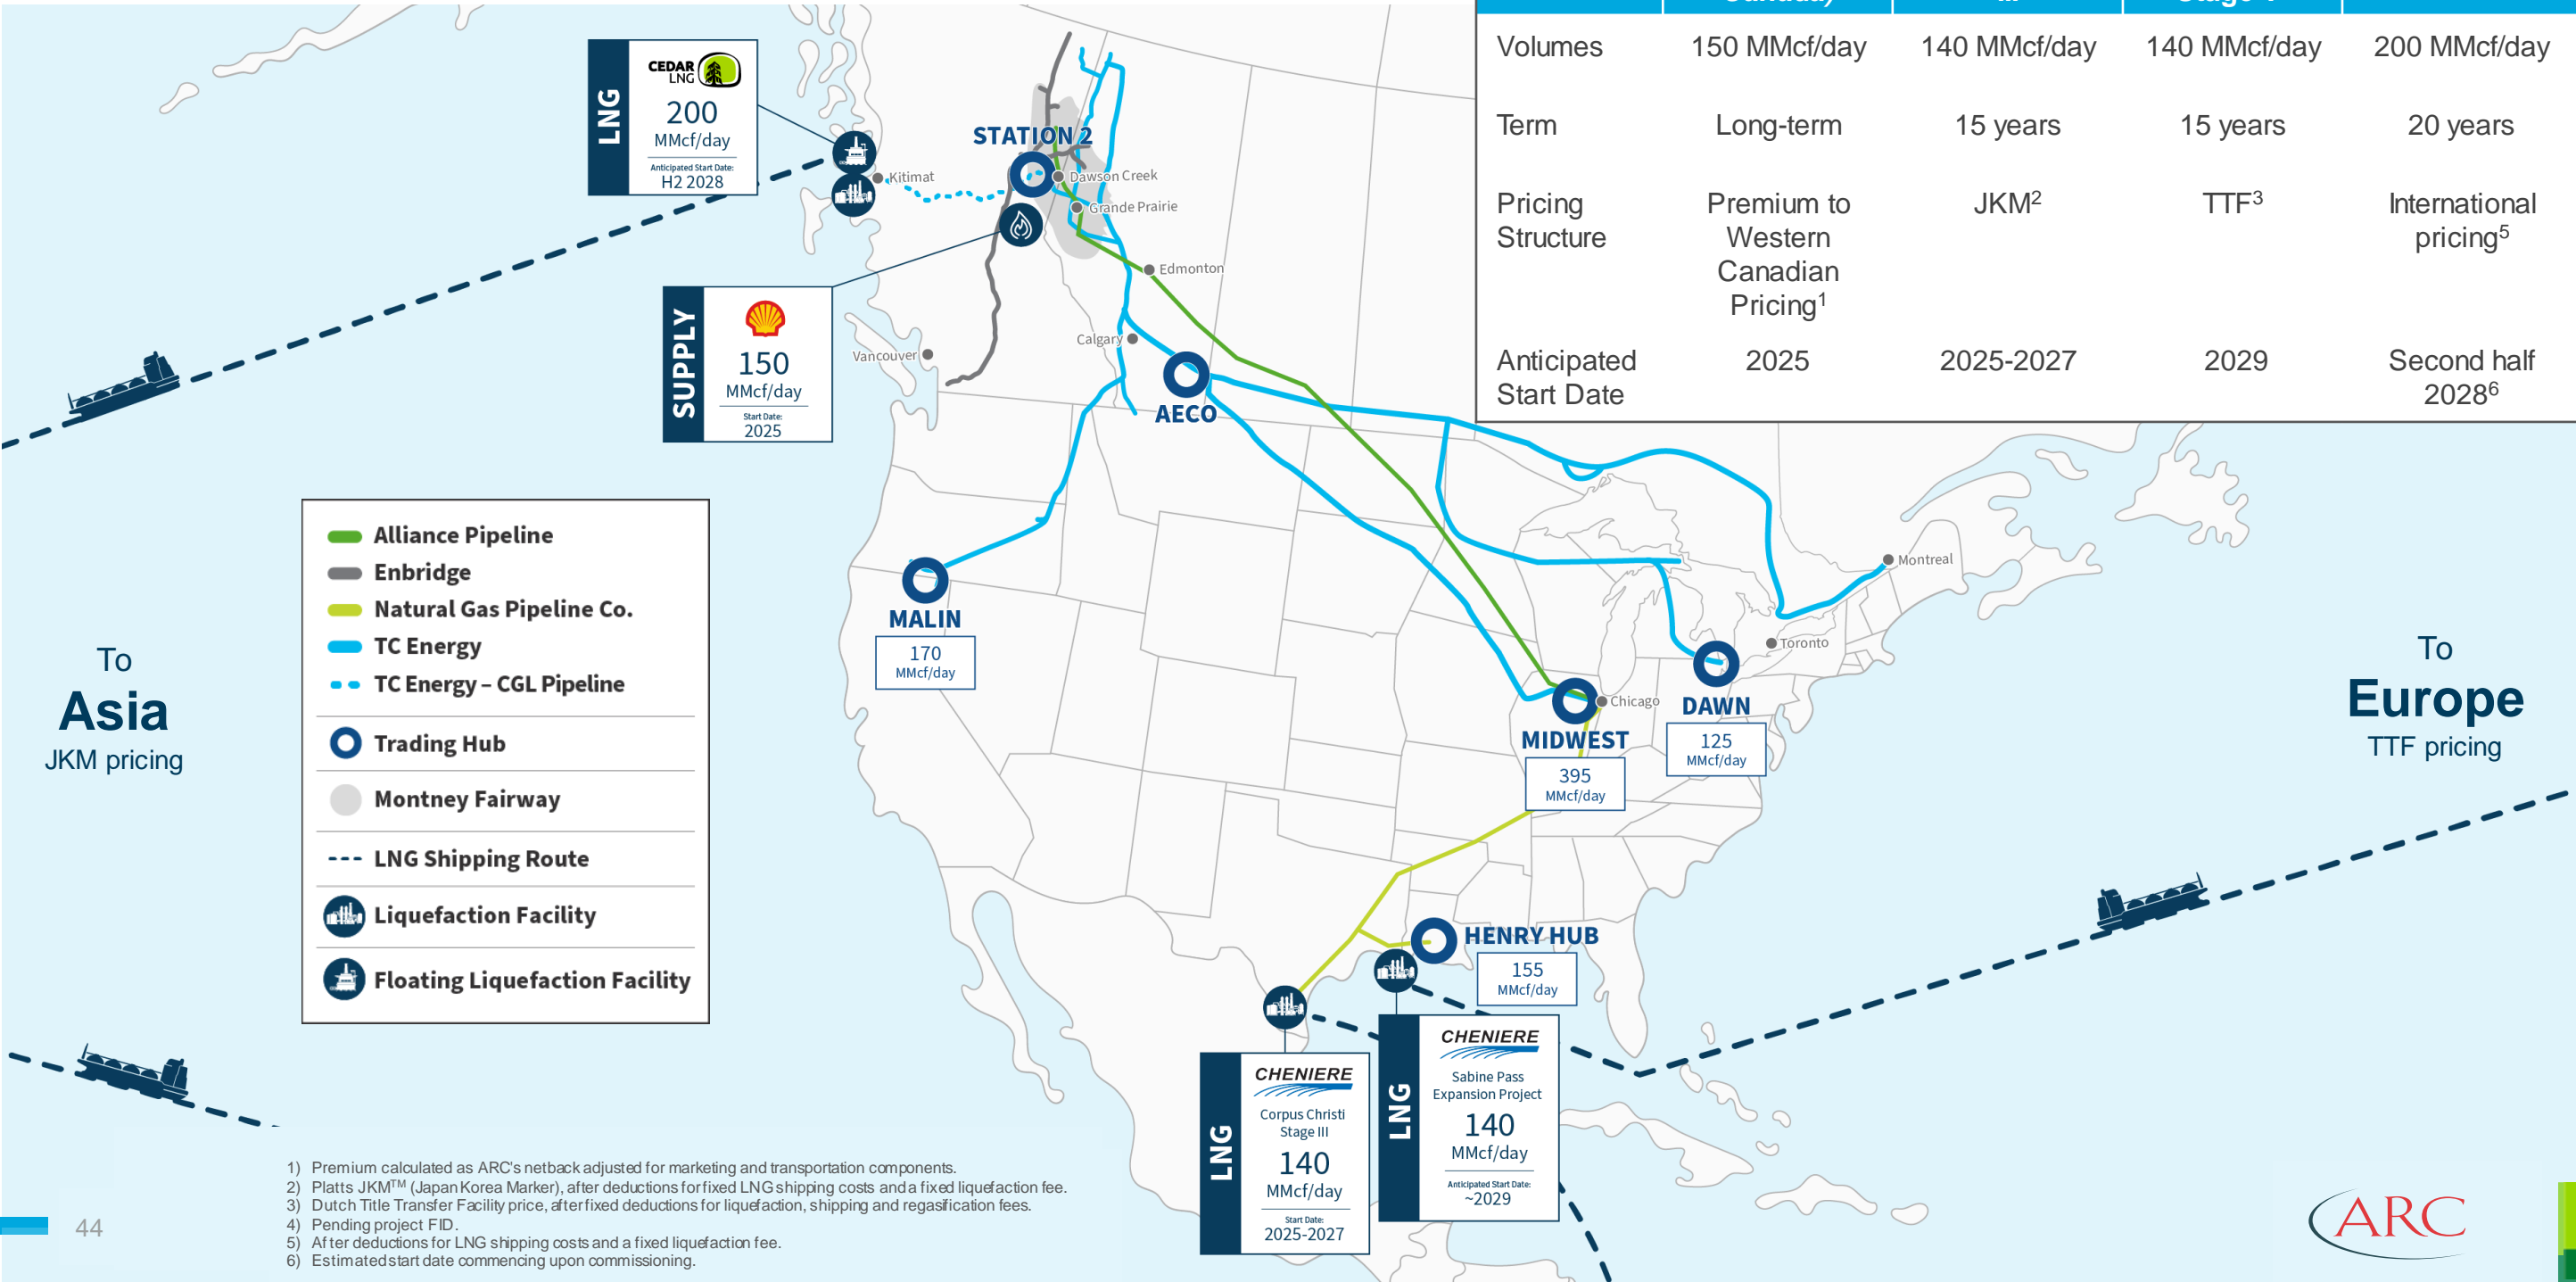 Volumes 150 MMcf/day 140 MMcf/day 140 MMcf/day 200 MMcf/day
Term Long-term 15 years 15 years 20 years
Pricing Structure
Premium to Western Canadian Pricing1
JKM2
TTF3
International pricing5
Anticipated Start Date
2025
2025-2027
2029
Second half 20286
LNG
CEDAR
LNG
200
MMcf/day
Anticipated Start Date:
H2 2028
STATION 2
Kitimat
Dawson Creek
Grande Prairie
Edmonton
SUPPLY
150
MMcf/day
Start Date:
2025
Vancouver
Calgary
AECO
Alliance Pipeline
Enbridge
Natural Gas Pipeline Co.
TC Energy
TC Energy – CGL Pipeline
Trading Hub
Montney Fairway
LNG Shipping Route
Liquefaction Facility
Floating Liquefaction Facility
To
Asia
JKM pricing
MALIN
170
MMcf/day
Montreal
Toronto
DAWN
125
MMcf/day
Chicago
MIDWEST
395
MMcf/day
To
Europe
TTF pricing
HENRY HUB
155
MMcf/day
LNG
CHENIERE
Corpus Christi
Stage III
140
MMcf/day
Start Date:
2025-2027
LNG
CHENIERE
Sabine Pass
Expansion Project
140
MMcf/day
Anticipated Start Date:
~2029
1) Premium calculated as ARC's netback adjusted for marketing and transportation components.
2) Platts JKMTM (Japan Korea Marker), after deductions for fixed LNG shipping costs and a fixed liquefaction fee.
3) Dutch Title Transfer Facility price, after fixed deductions for liquefaction, shipping and regasification fees.
4) Pending project FID.
5) After deductions for LNG shipping costs and a fixed liquefaction fee.
6) Estimated start date commencing upon commissioning.
44
ARC